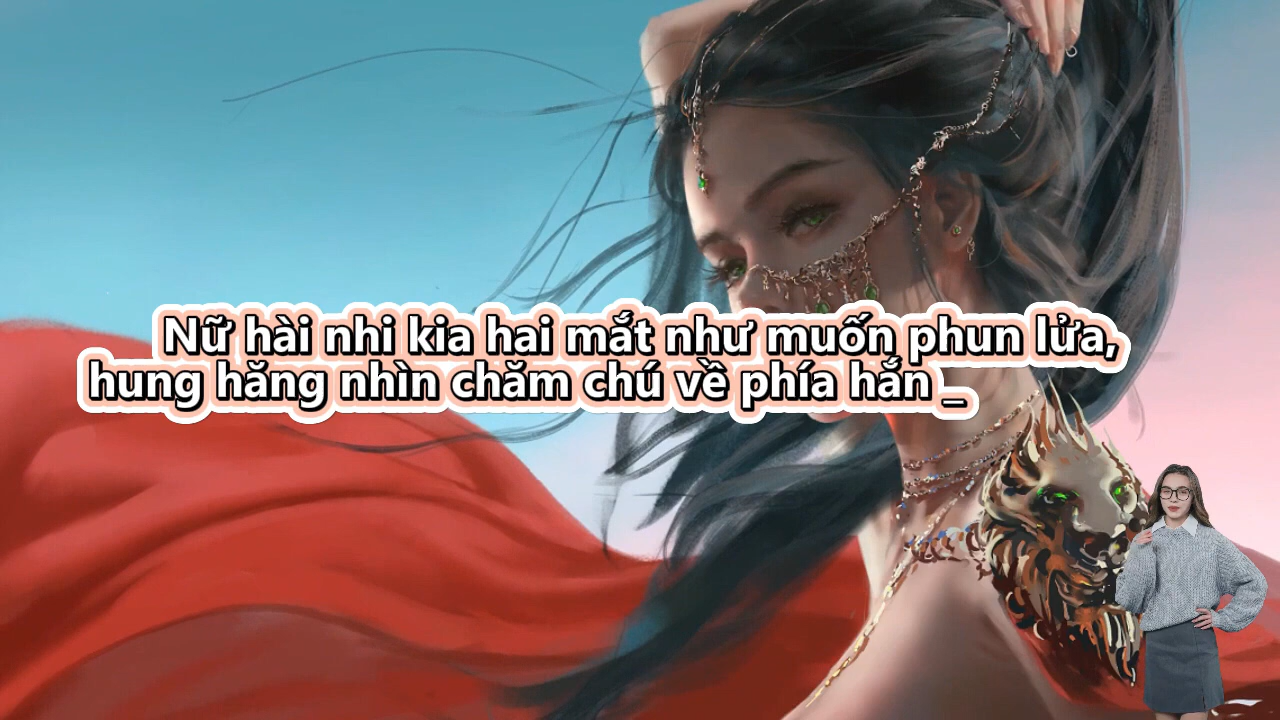 Nữ hài nhi kia hai mắt như muốn phun lửa,
hung hăng nhìn chăm chú về phía hắn _